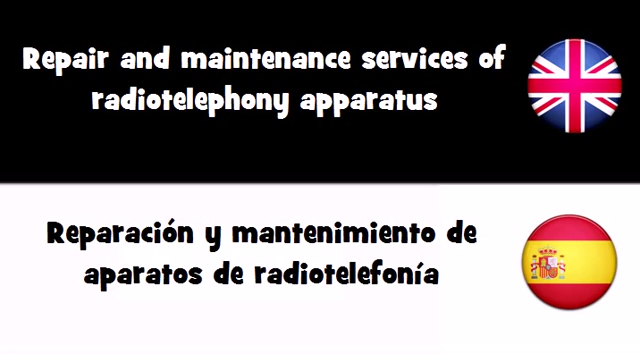 Repair and maintenance services of
radiotelephony apparatus
Reparación y mantenimiento de
aparatos de radiotelefonía